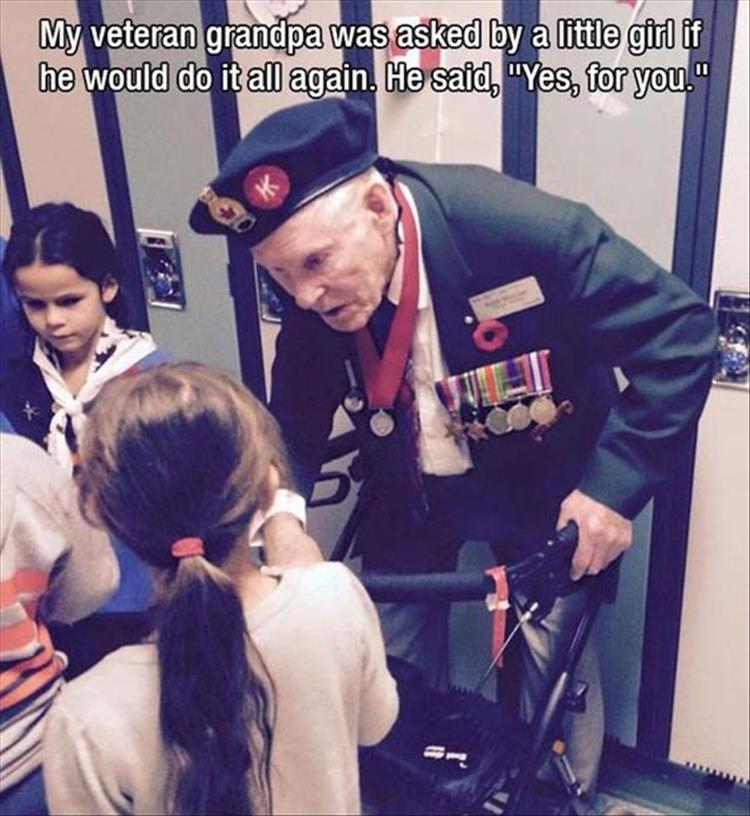 My veteran grandpa was asked by a little girl if
he would do it all again. He said, "Yes, for you."